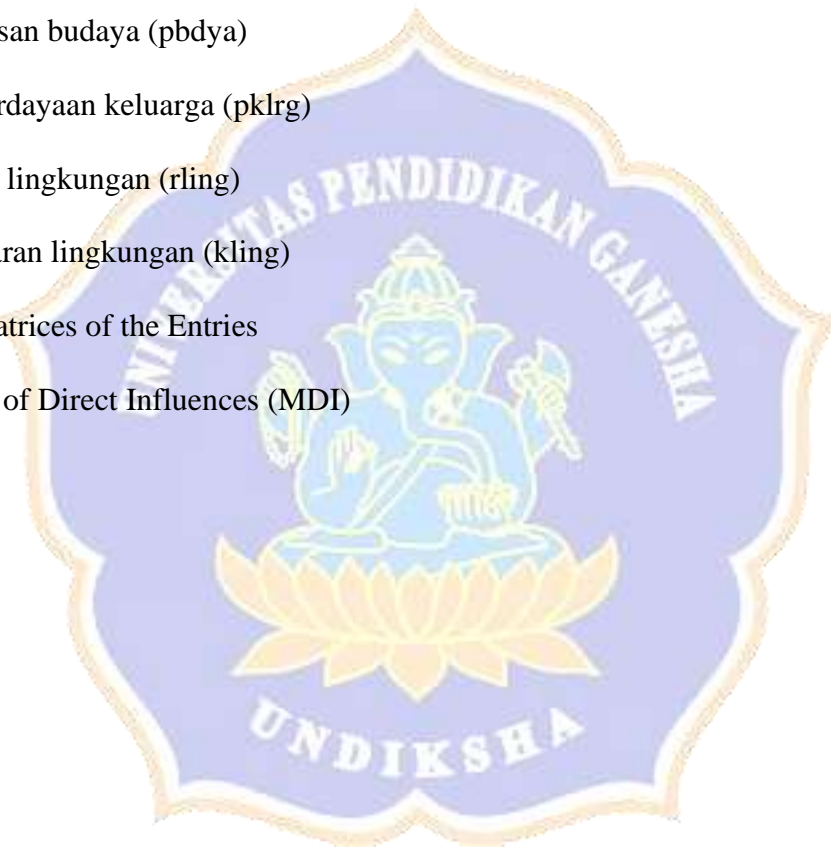 san budaya (pbdya)
rdayaan keluarga (pklrg)
lingkungan (rling)
aran lingkungan (kling)
atrices of the Entries
of Direct Influences (MDI)
UNIVERSITAS PENDIDIKAN GANESHA
UNDIKSHA